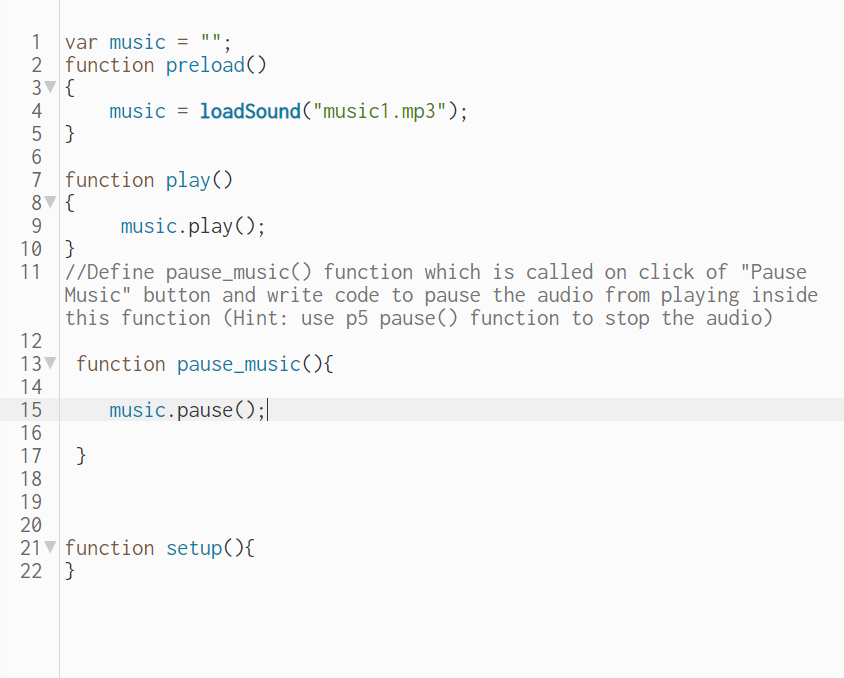 1 var music = "";
2 function preload()
3 {
4 music = loadSound("music1.mp3");
5 }
6
7 function play()
8 {
9 music.play();
10 }
11 //Define pause_music() function which is called on click of "Pause
Music" button and write code to pause the audio from playing inside
this function (Hint: use p5 pause() function to stop the audio)
12
13 function pause_music(){
14
15 music.pause();
16
17 }
18
19
20
21 function setup(){
22 }